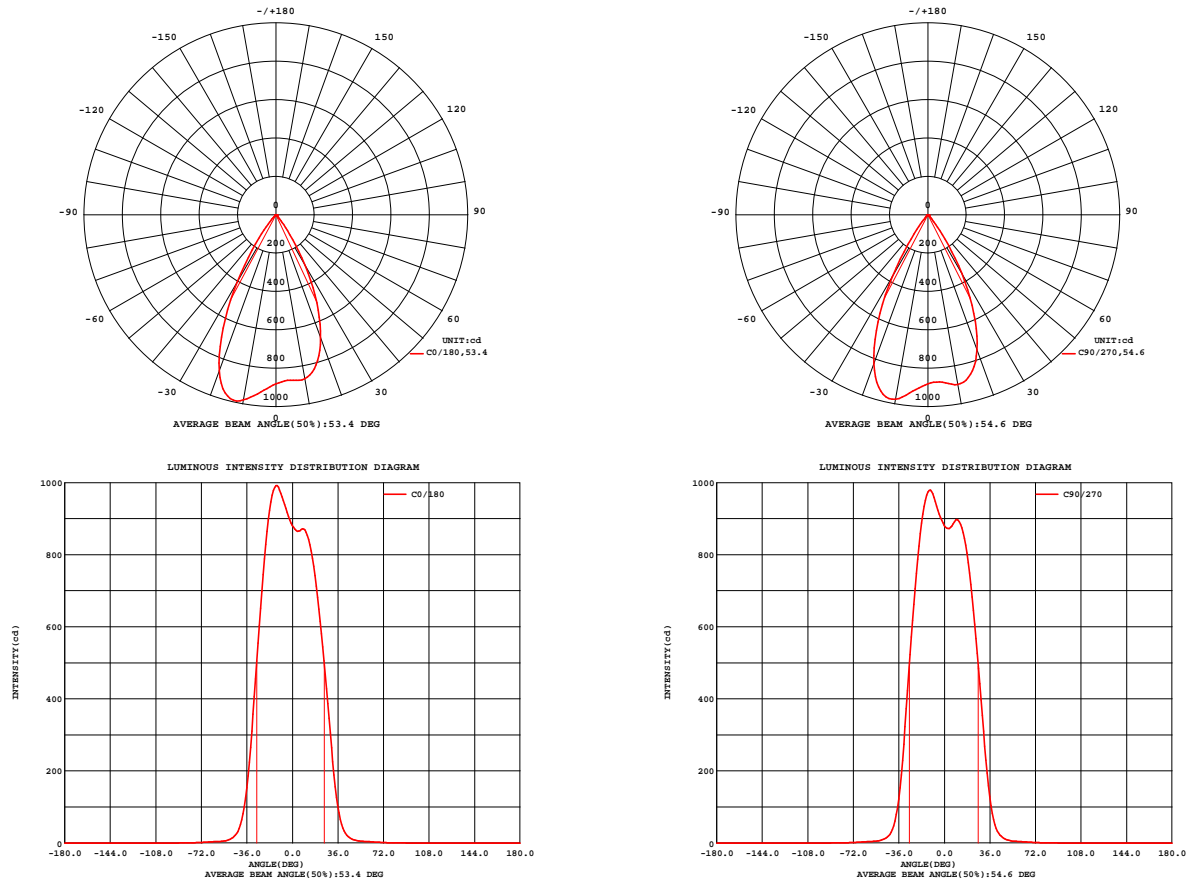 -/+180
-150 150
-120 120
-90 90
-60 60
-30 30
0
200
400
600
800
1000
0
UNIT:cd
C0/180,53.4
AVERAGE BEAM ANGLE(50%):53.4 DEG
-/+180
-150 150
-120 120
-90 90
-60 60
-30 30
0
200
400
600
800
1000
0
UNIT:cd
C90/270,54.6
AVERAGE BEAM ANGLE(50%):54.6 DEG
LUMINOUS INTENSITY DISTRIBUTION DIAGRAM
C0/180
INTENSITY(cd)
1000
800
600
400
200
0
-180.0 -144.0 -108.0 -72.0 -36.0 0.0 36.0 72.0 108.0 144.0 180.0
ANGLE(DEG)
AVERAGE BEAM ANGLE(50%):53.4 DEG
LUMINOUS INTENSITY DISTRIBUTION DIAGRAM
C90/270
INTENSITY(cd)
1000
800
600
400
200
0
-180.0 -144.0 -108.0 -72.0 -36.0 0.0 36.0 72.0 108.0 144.0 180.0
ANGLE(DEG)
AVERAGE BEAM ANGLE(50%):54.6 DEG